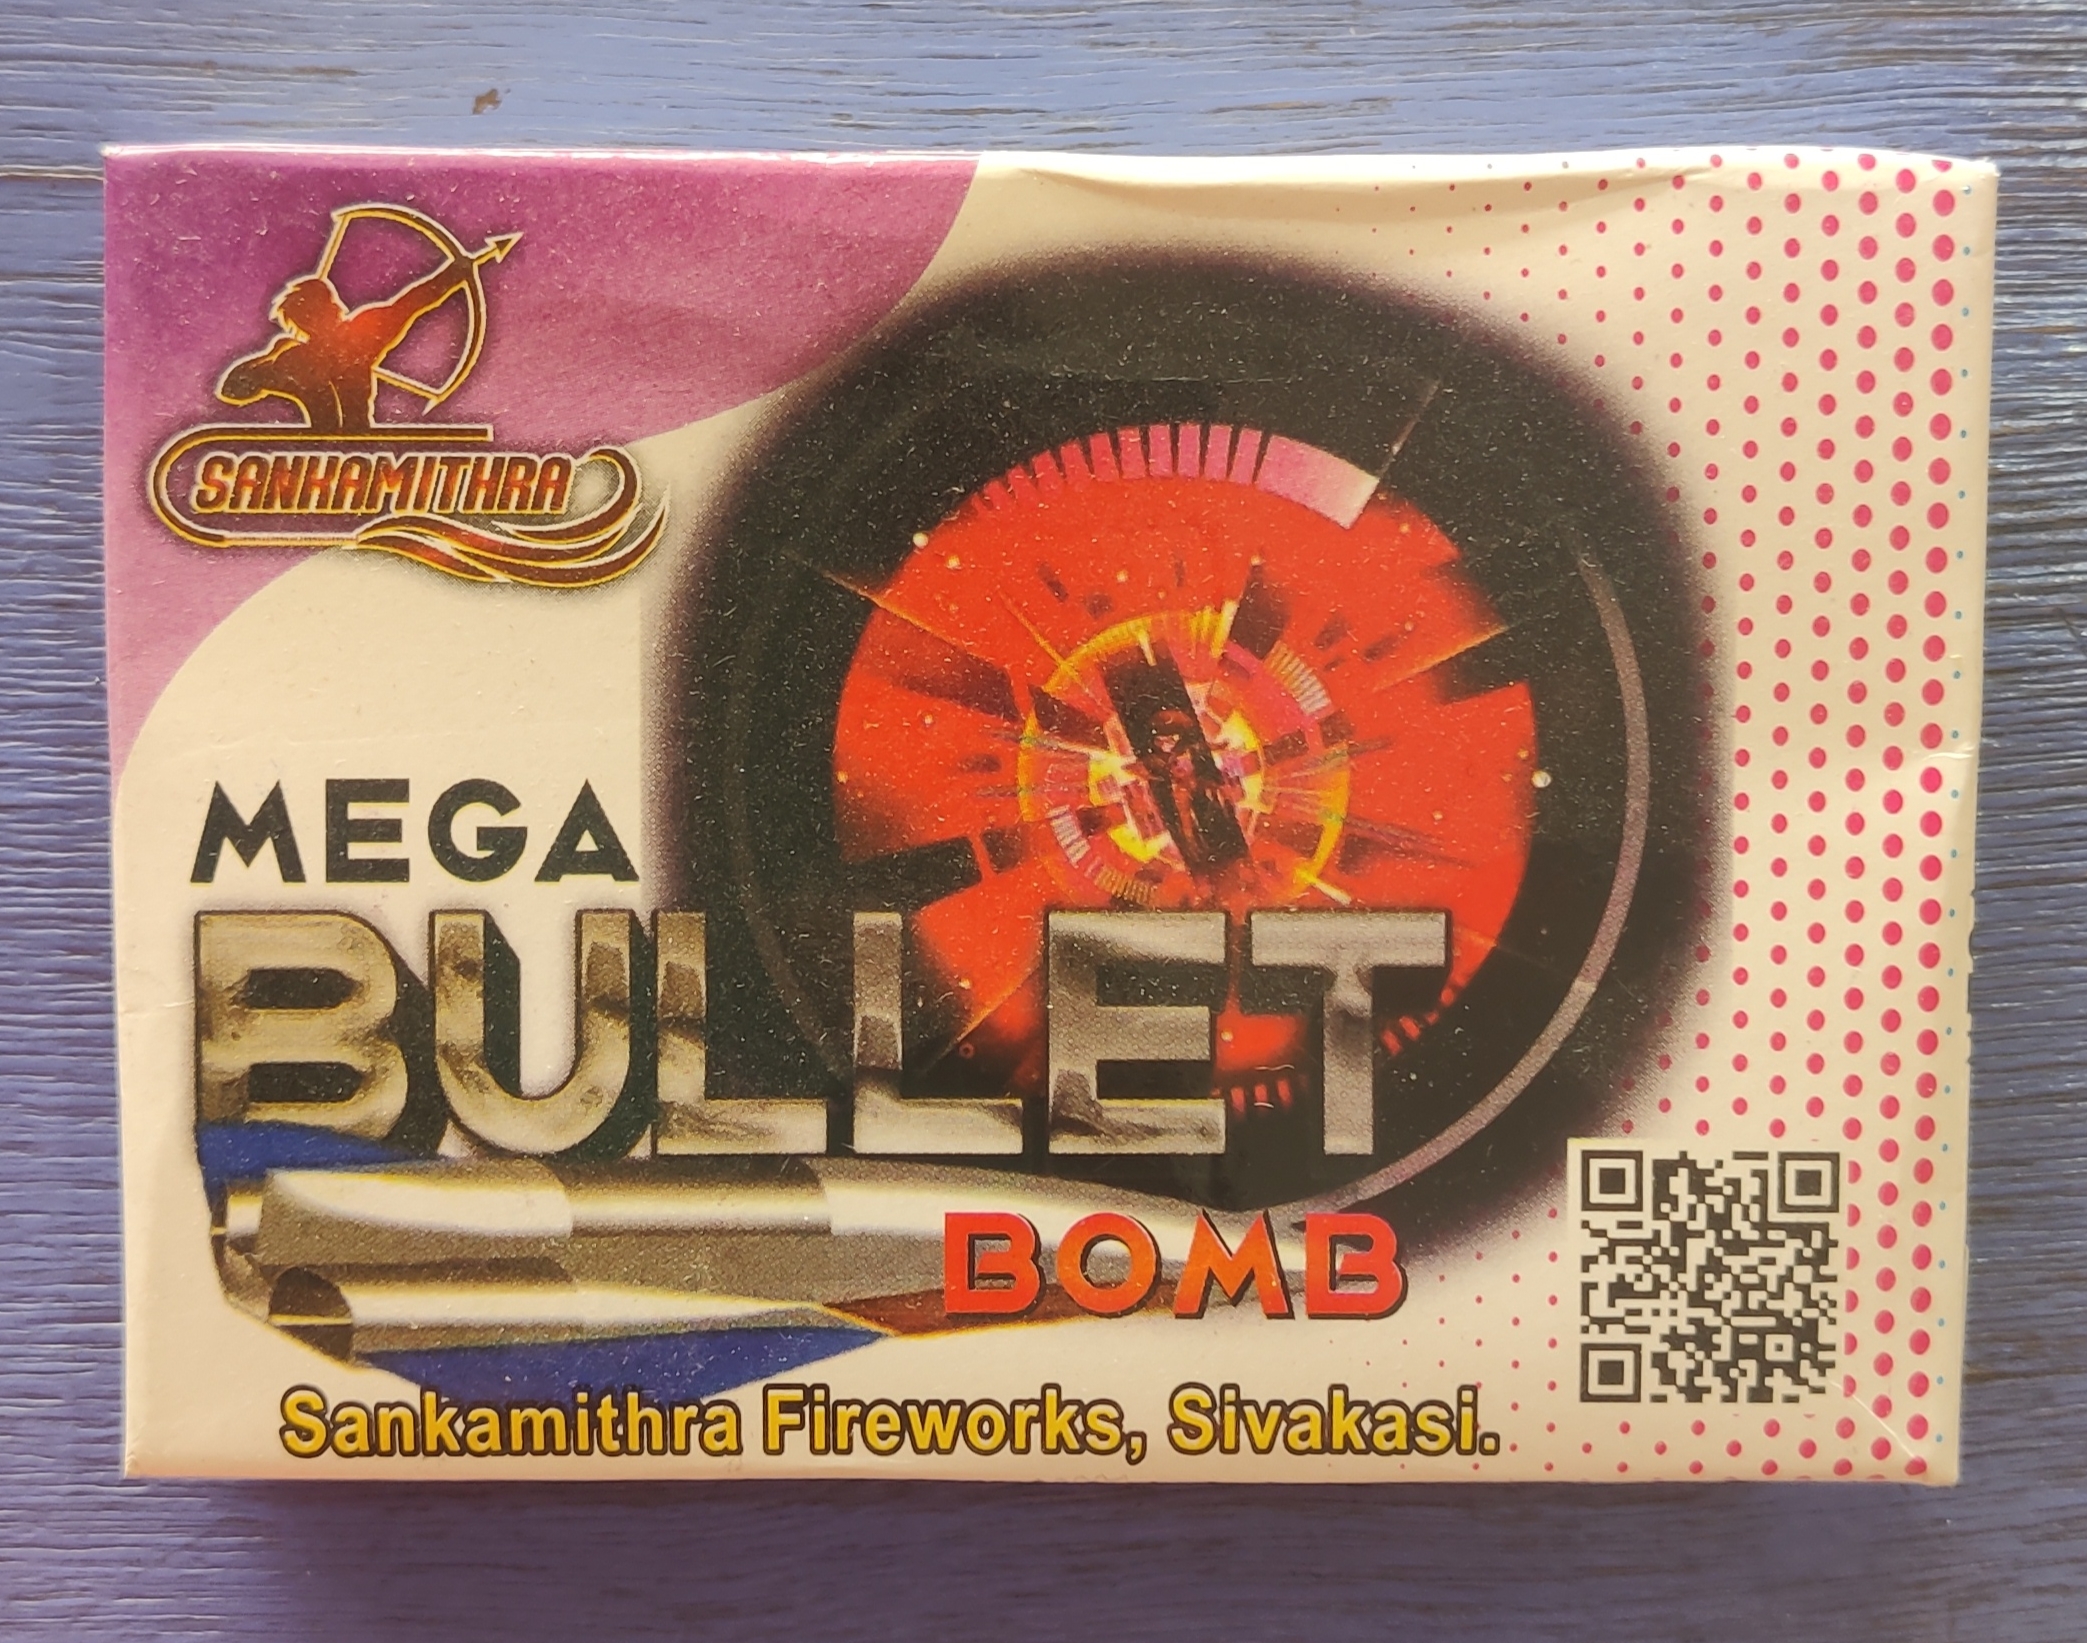 SANKAMITHRA
MEGA
BULLET
BOMB
Sankamithra Fireworks, Sivakasi.